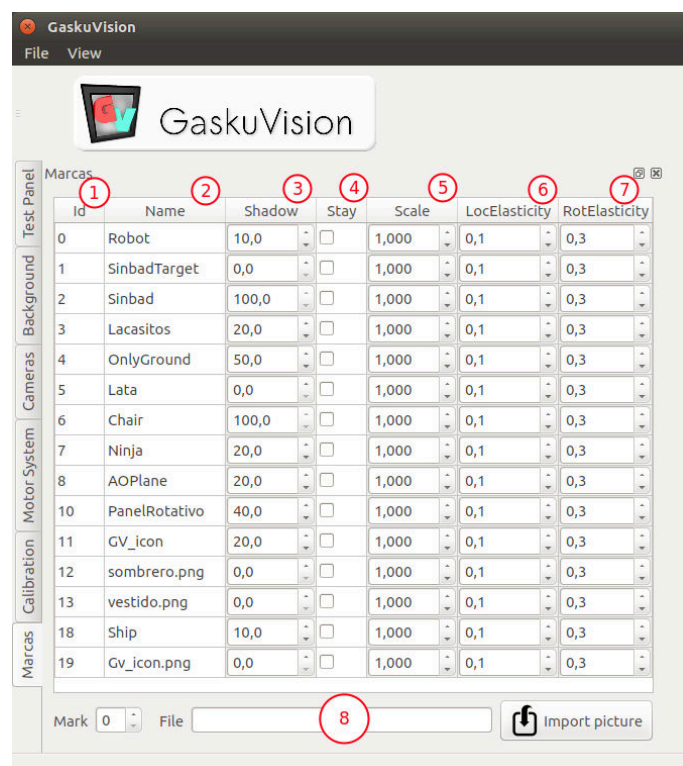 GaskuVision
File View
GV GaskuVision
Marcas
1 2 3 4 5 6 7
Id Name Shadow Stay Scale LocElasticity RotElasticity
0 Robot 10,0 1,000 0,1 0,3
1 SinbadTarget 0,0 1,000 0,1 0,3
2 Sinbad 100,0 1,000 0,1 0,3
3 Lacasitos 20,0 1,000 0,1 0,3
4 OnlyGround 50,0 1,000 0,1 0,3
5 Lata 0,0 1,000 0,1 0,3
6 Chair 100,0 1,000 0,1 0,3
7 Ninja 20,0 1,000 0,1 0,3
8 AOPlane 20,0 1,000 0,1 0,3
10 PanelRotativo 40,0 1,000 0,1 0,3
11 GV_icon 20,0 1,000 0,1 0,3
12 sombrero.png 0,0 1,000 0,1 0,3
13 vestido.png 0,0 1,000 0,1 0,3
18 Ship 10,0 1,000 0,1 0,3
19 Gv_icon.png 0,0 1,000 0,1 0,3
Test Panel
Background
Cameras
Motor System
Calibration
Marcas
Mark 0 File 8 Import picture